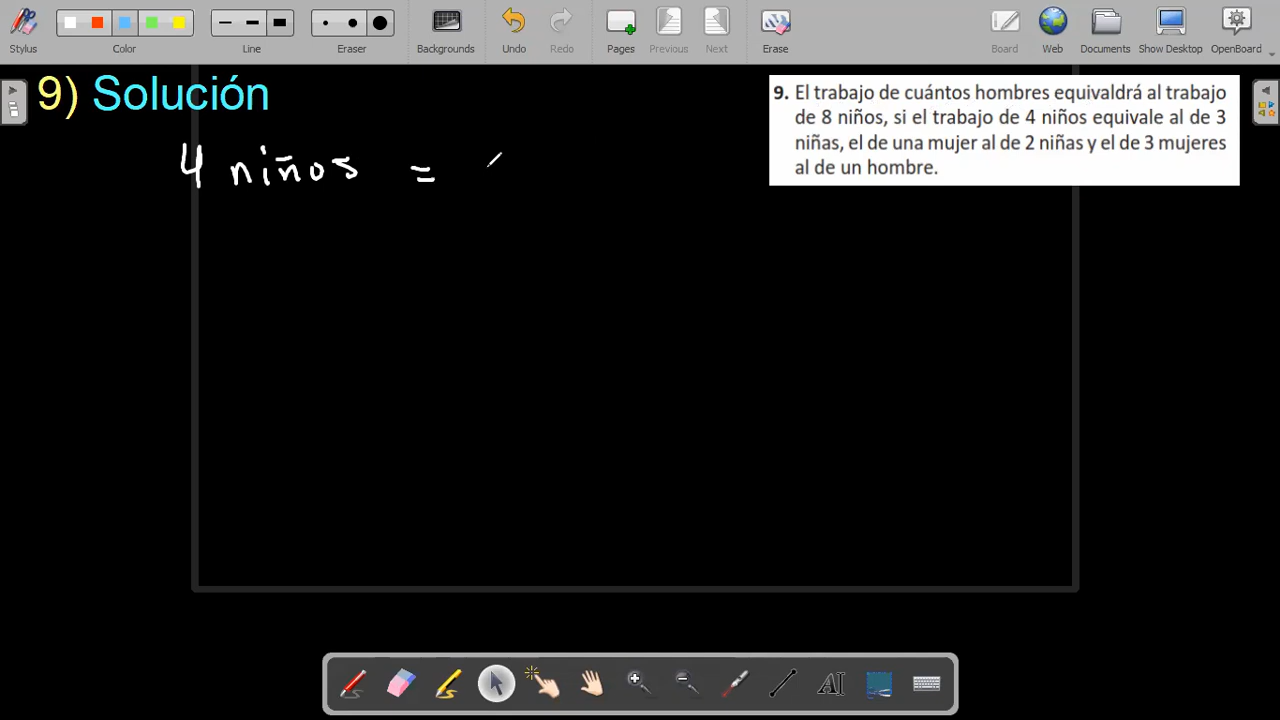 Stylus
Color
Line
Eraser
Backgrounds
Undo
Redo
Pages
Previous
Next
Erase
Board
Web
Documents
Show Desktop
OpenBoard
9) Solución
4 niños =
9. El trabajo de cuántos hombres equivaldrá al trabajo
de 8 niños, si el trabajo de 4 niños equivale al de 3
niñas, el de una mujer al de 2 niñas y el de 3 mujeres
al de un hombre.
AI